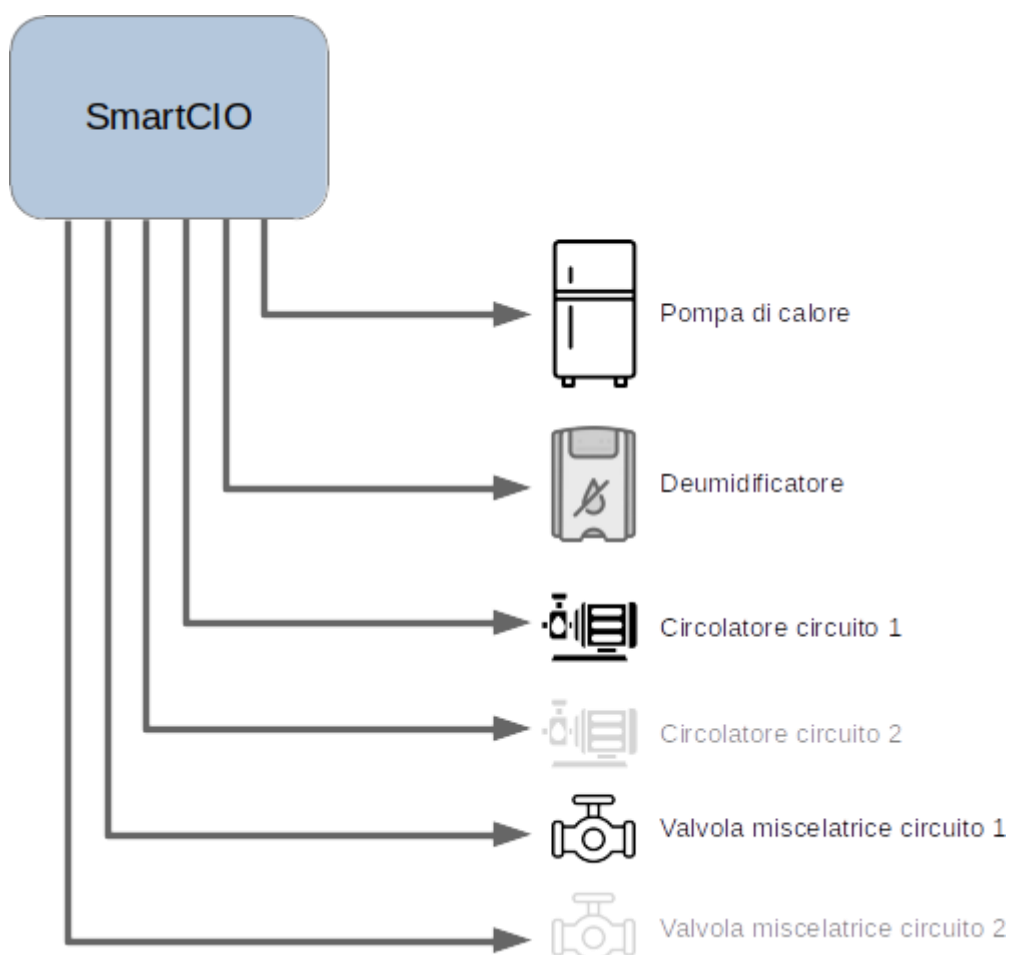 SmartCIO
Pompa di calore
Deumidificatore
Circolatore circuito 1
Circolatore circuito 2
Valvola miscelatrice circuito 1
Valvola miscelatrice circuito 2